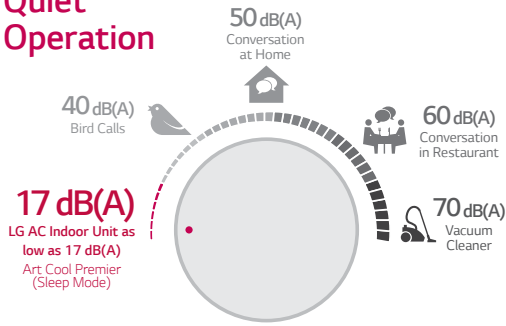 Quiet
Operation
50 dB(A)
Conversation
at Home
40 dB(A)
Bird Calls
60 dB(A)
Conversation
in Restaurant
17 dB(A)
LG AC Indoor Unit as
low as 17 dB(A)
Art Cool Premier
(Sleep Mode)
70 dB(A)
Vacuum
Cleaner